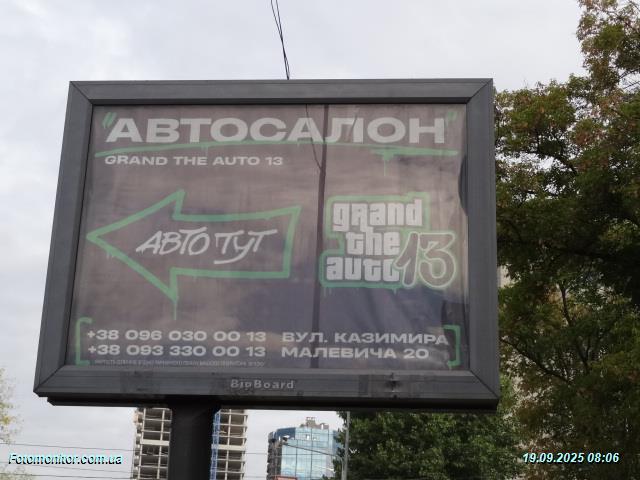 "АВТОСАЛОН"
GRAND THE AUTO 13
АВТО ТУТ
grand
the
auto 13
+38 096 030 00 13 ВУЛ. КАЗИМИРА
+38 093 330 00 13 МАЛЕВИЧА 20
BigBoard
Fotomonitor.com.ua
19.09.2025 08:06